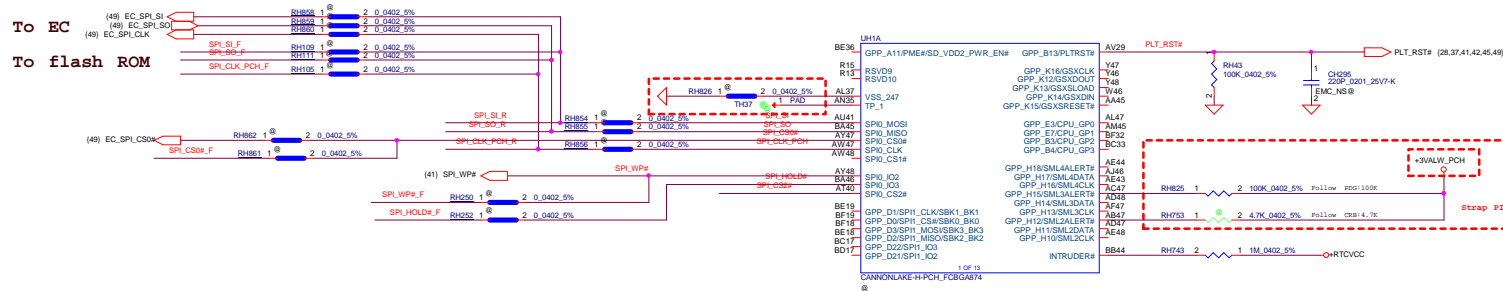 To EC
(49) EC_SPI_SI
(49) EC_SPI_SO
(49) EC_SPI_CLK
RH858 1 @ 2 0_0402_5%
RH859 1 @ 2 0_0402_5%
RH860 1 @ 2 0_0402_5%
To flash ROM
SPI_SI_F
SPI_SO_F
SPI_CLK_PCH_F
RH109 1 @ 2 0_0402_5%
RH111 1 2 0_0402_5%
RH105 1 @ 2 0_0402_5%
RH826 1 @ 2 0_0402_5%
TH37 1 PAD
SPI_SI_R
SPI_SO_R
SPI_CLK_PCH_R
RH854 1 @ 2 0_0402_5%
RH855 1 2 0_0402_5%
RH856 1 @ 2 0_0402_5%
SPI_SI
SPI_SO
SPI_CS0#
SPI_CLK_PCH
(49) EC_SPI_CS0#
RH862 1 @ 2 0_0402_5%
SPI_CS0#_F
RH861 1 @ 2 0_0402_5%
(41) SPI_WP#
SPI_WP#
SPI_HOLD#
SPI_CS2#
SPI_WP#_F
RH250 1 @ 2 0_0402_5%
SPI_HOLD#_F
RH252 1 @ 2 0_0402_5%
UH1A
BE36 GPP_A11/PME#/SD_VDD2_PWR_EN#
R15 RSVD9
R13 RSVD10
AL37 VSS_247
AN35 TP_1
AU41 SPI0_MOSI
BA45 SPI0_MISO
AY47 SPI0_CS0#
AW47 SPI0_CLK
AW48 SPI0_CS1#
AY48 SPI0_IO2
BA46 SPI0_IO3
AT40 SPI0_CS2#
BE19 GPP_D1/SPI1_CLK/SBK1_BK1
BF19 GPP_D0/SPI1_CS#/SBK0_BK0
BF18 GPP_D3/SPI1_MOSI/SBK3_BK3
BE18 GPP_D2/SPI1_MISO/SBK2_BK2
BC17 GPP_D22/SPI1_IO3
BD17 GPP_D21/SPI1_IO2
GPP_B13/PLTRST# AV29
GPP_K16/GSXCLK Y47
GPP_K12/GSXDOUT Y46
GPP_K13/GSXSLOAD Y48
GPP_K14/GSXDIN W46
GPP_K15/GSXSRESET# AA45
GPP_E3/CPU_GP0 AL47
GPP_E7/CPU_GP1 AM45
GPP_B3/CPU_GP2 BF32
GPP_B4/CPU_GP3 BC33
GPP_H18/SML4ALERT# AE44
GPP_H17/SML4DATA AJ46
GPP_H16/SML4CLK AE43
GPP_H15/SML3ALERT# AC47
GPP_H14/SML3DATA AD48
GPP_H13/SML3CLK AF47
GPP_H12/SML2ALERT# AB47
GPP_H11/SML2DATA AD47
GPP_H10/SML2CLK AE48
INTRUDER# BB44
1 OF 13
CANNONLAKE-H-PCH_FCBGA874
@
PLT_RST#
PLT_RST# (28,37,41,42,45,49)
RH43
100K_0402_5%
1
2
CH295
220P_0201_25V7-K
EMC_NS@
1
2
+3VALW_PCH
RH825 1 2 100K_0402_5% Follow PDG:100K
Strap PI
RH753 1 @ 2 4.7K_0402_5% Follow CRB:4.7K
RH743 2 1 1M_0402_5% +RTCVCC